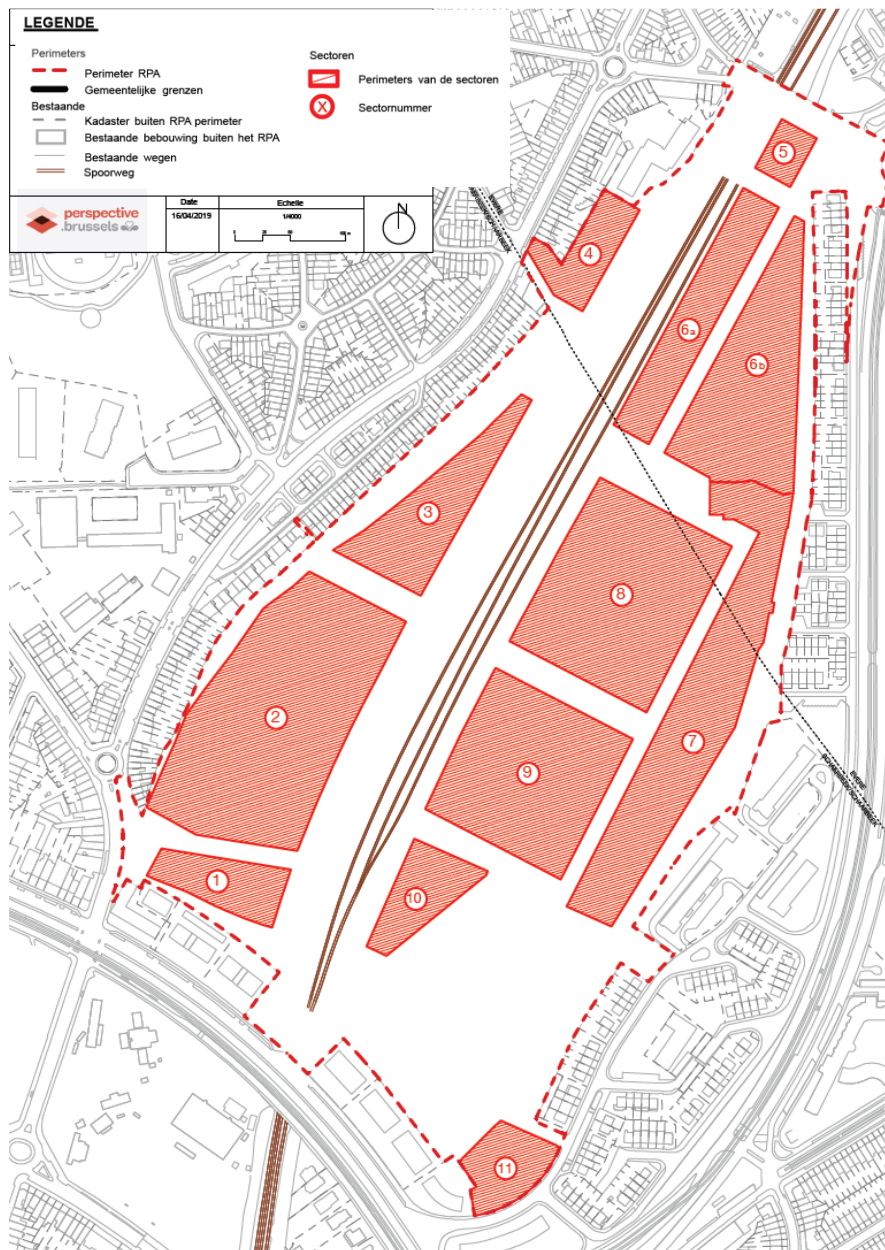 LEGENDE
Perimeters
Perimeter RPA
Gemeentelijke grenzen
Bestaande
Kadaster buiten RPA perimeter
Bestaande bebouwing buiten het RPA
Bestaande wegen
Spoorweg
Sectoren
Perimeters van de sectoren
X Sectornummer
perspective
.brussels
Date
16/04/2019
Echelle
1/4000
N
5
4
6a
6b
3
8
2
7
9
1
10
11